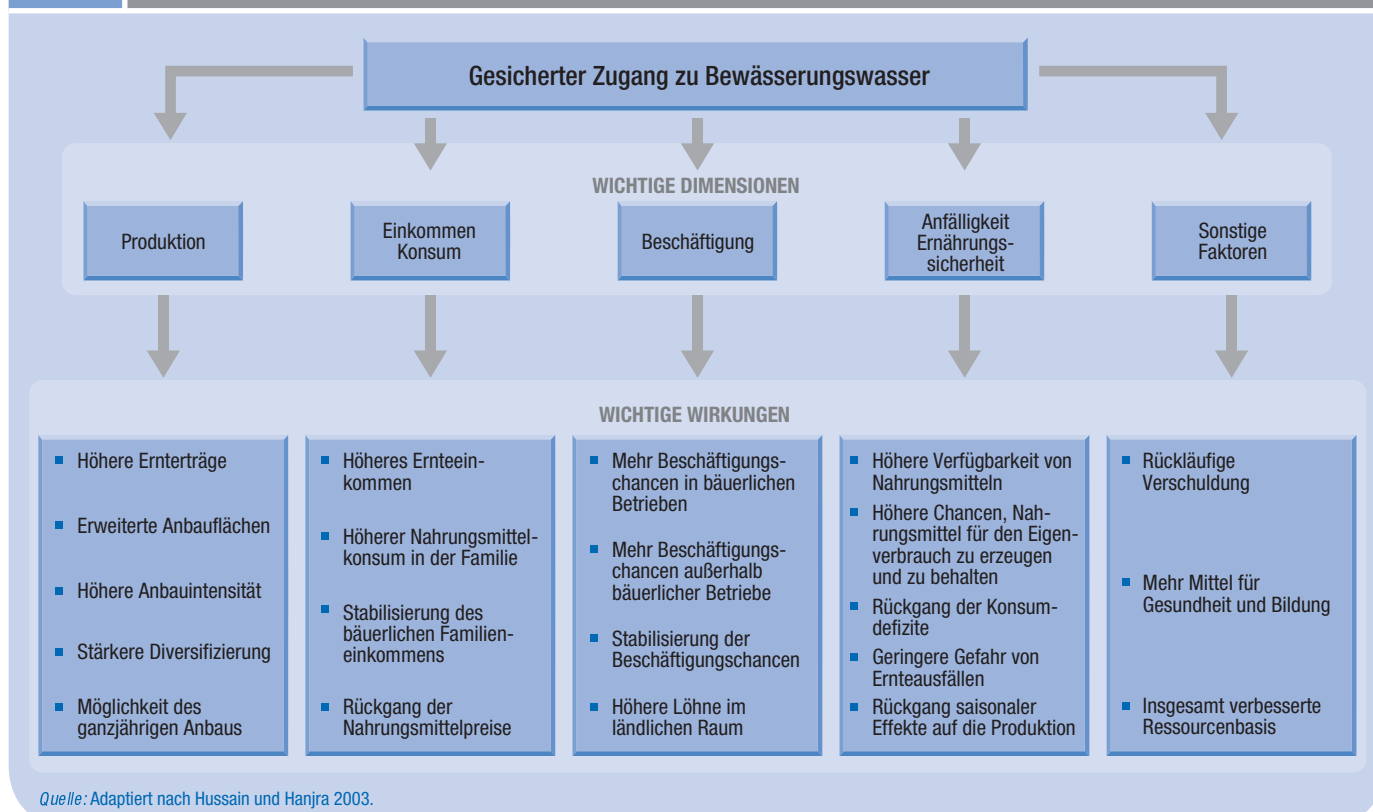 Gesicherter Zugang zu Bewässerungswasser
WICHTIGE DIMENSIONEN
Produktion
Einkommen
Konsum
Beschäftigung
Anfälligkeit
Ernährungs-
sicherheit
Sonstige
Faktoren
WICHTIGE WIRKUNGEN
Höhere Ernterträge
Erweiterte Anbauflächen
Höhere Anbauintensität
Stärkere Diversifizierung
Möglichkeit des
ganzjährigen Anbaus
Höheres Ernteein-
kommen
Höherer Nahrungsmittel-
konsum in der Familie
Stabilisierung des
bäuerlichen Familien-
einkommens
Rückgang der
Nahrungsmittelpreise
Mehr Beschäftigungs-
chancen in bäuerlichen
Betrieben
Mehr Beschäftigungs-
chancen außerhalb
bäuerlicher Betriebe
Stabilisierung der
Beschäftigungschancen
Höhere Löhne im
ländlichen Raum
Höhere Verfügbarkeit von
Nahrungsmitteln
Höhere Chancen, Nah-
rungsmittel für den Eigen-
verbrauch zu erzeugen
und zu behalten
Rückgang der Konsum-
defizite
Geringere Gefahr von
Ernteausfällen
Rückgang saisonaler
Effekte auf die Produktion
Rückläufige
Verschuldung
Mehr Mittel für
Gesundheit und Bildung
Insgesamt verbesserte
Ressourcenbasis
Quelle: Adaptiert nach Hussain und Hanjra 2003.